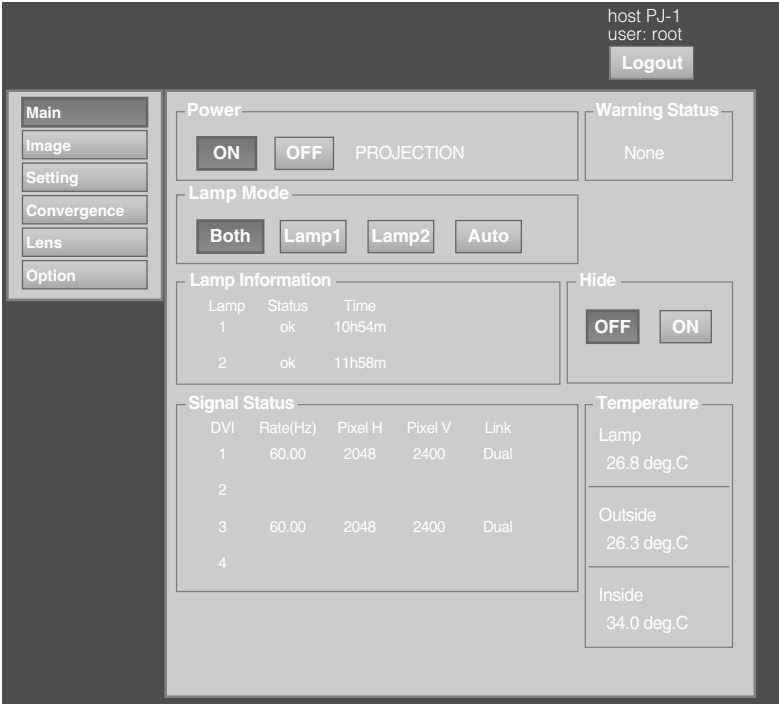 host PJ-1
user: root
Logout
Main
Image
Setting
Convergence
Lens
Option
Power
ON OFF PROJECTION
Warning Status
None
Lamp Mode
Both Lamp1 Lamp2 Auto
Lamp Information
Lamp Status Time
1 ok 10h54m
2 ok 11h58m
Hide
OFF ON
Signal Status
DVI Rate(Hz) Pixel H Pixel V Link
1 60.00 2048 2400 Dual
2
3 60.00 2048 2400 Dual
4
Temperature
Lamp
26.8 deg.C
Outside
26.3 deg.C
Inside
34.0 deg.C